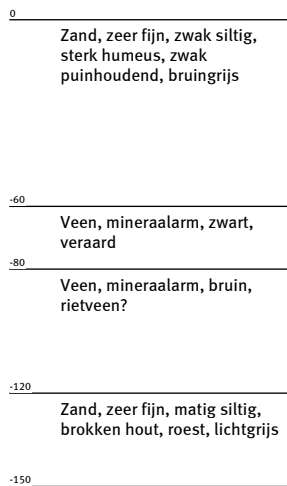 0
Zand, zeer fijn, zwak siltig,
sterk humeus, zwak
puinhoudend, bruingrijs
-60
Veen, mineraalarm, zwart,
veraard
-80
Veen, mineraalarm, bruin,
rietveen?
-120
Zand, zeer fijn, matig siltig,
brokken hout, roest, lichtgrijs
-150